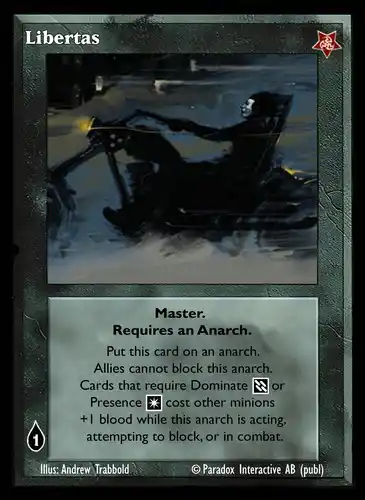 Libertas
Master.
Requires an Anarch.
Put this card on an anarch.
Allies cannot block this anarch.
Cards that require Dominate or
Presence cost other minions
+1 blood while this anarch is acting,
attempting to block, or in combat.
1
Illus: Andrew Trabbold © Paradox Interactive AB (publ)